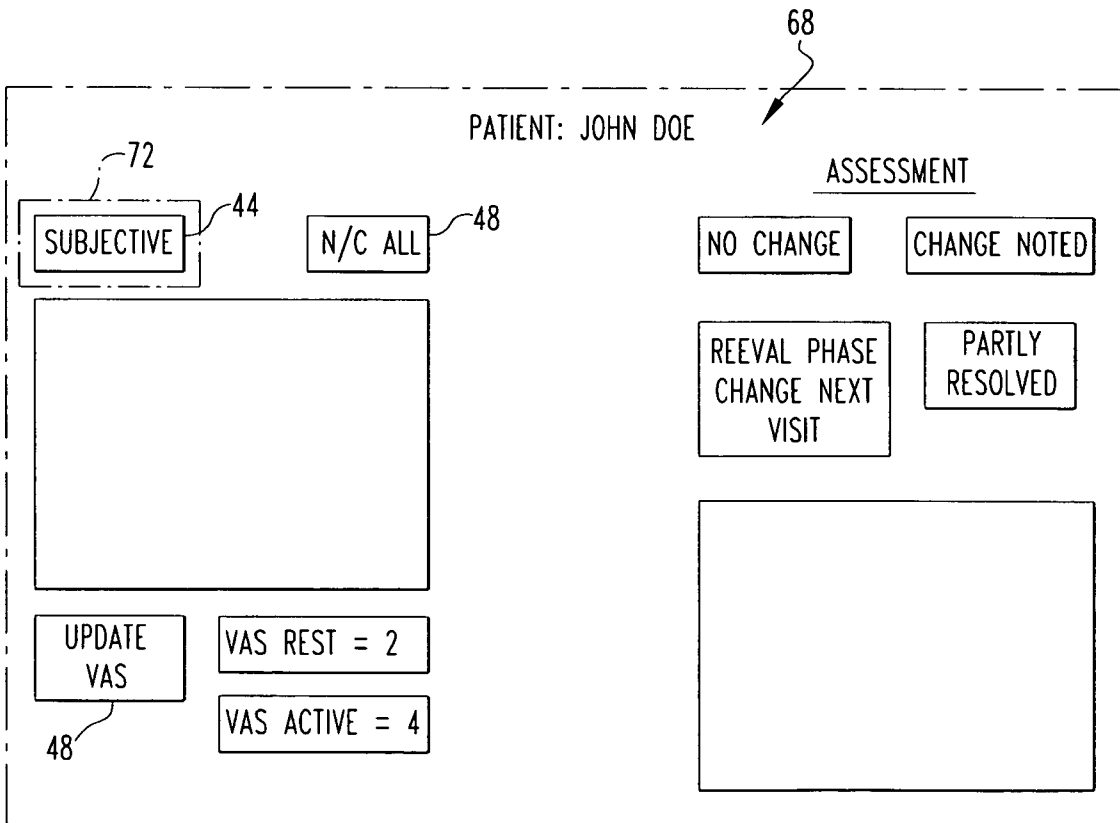 68
PATIENT: JOHN DOE
72
ASSESSMENT
44
SUBJECTIVE
N/C ALL
48
NO CHANGE
CHANGE NOTED
REEVAL PHASE
CHANGE NEXT
VISIT
PARTLY
RESOLVED
UPDATE
VAS
VAS REST = 2
VAS ACTIVE = 4
48